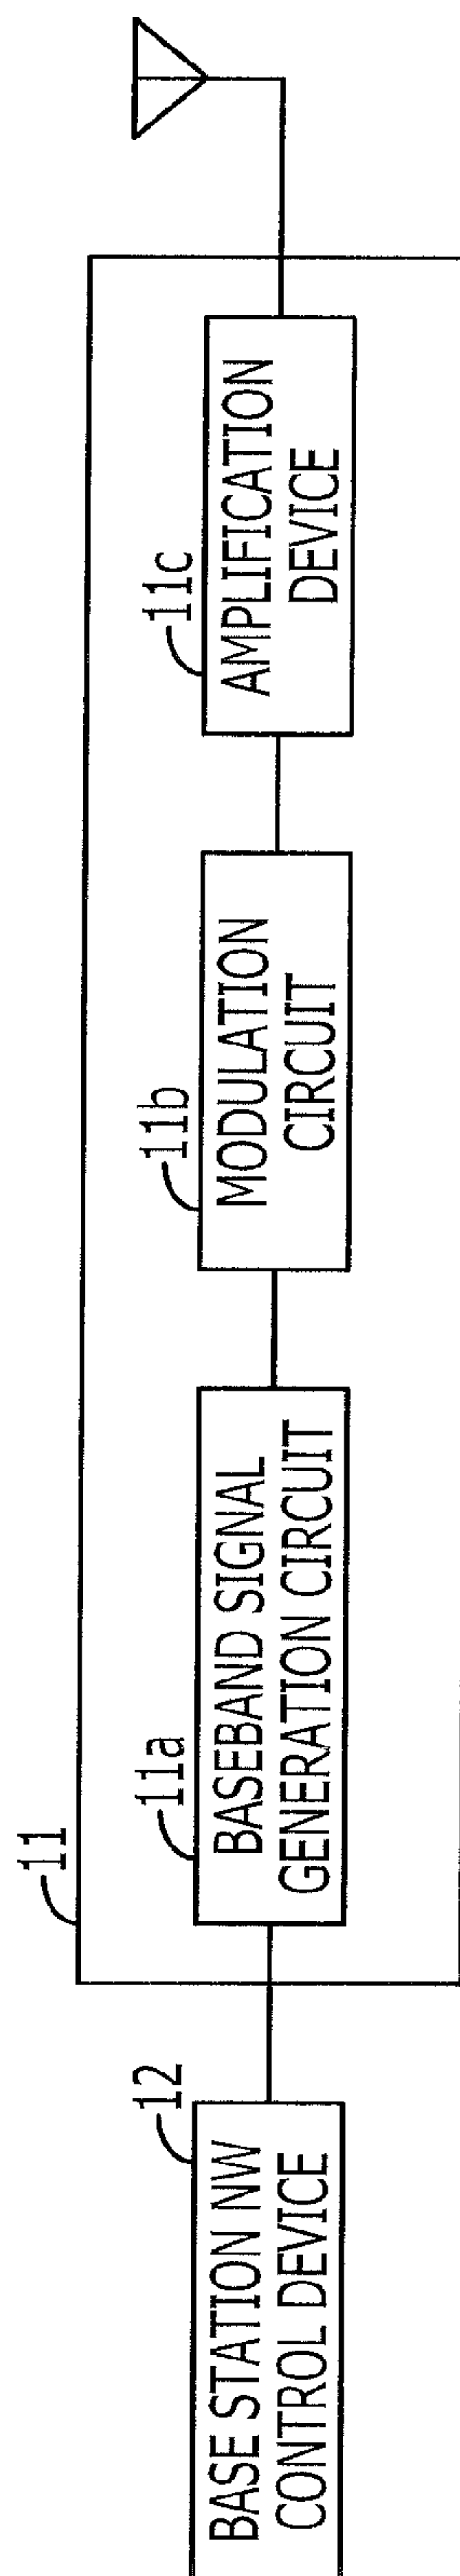 11
12
BASE STATION NW
CONTROL DEVICE
11a
BASEBAND SIGNAL
GENERATION CIRCUIT
11b
MODULATION
CIRCUIT
11c
AMPLIFICATION
DEVICE